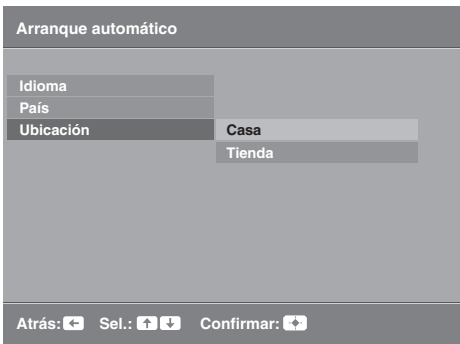 Arranque automático
Idioma
País
Ubicación Casa
Tienda
Atrás: Sel.: Confirmar: